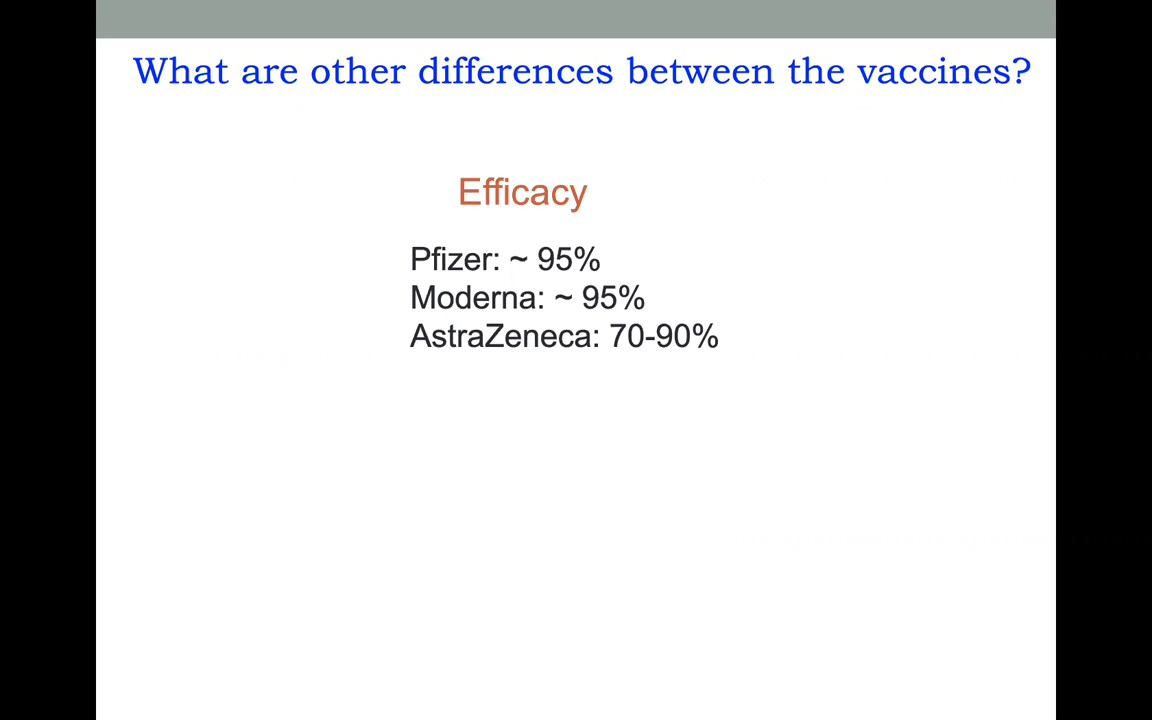 What are other differences between the vaccines?
Efficacy
Pfizer: ~ 95%
Moderna: ~ 95%
AstraZeneca: 70-90%